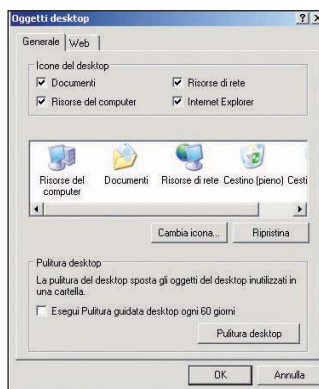 Oggetti desktop
Generale Web
Icone del desktop
Documenti Risorse di rete
Risorse del computer Internet Explorer
Risorse del Documenti Risorse di rete Cestino (pieno) Cesti
computer
Cambia icona... Ripristina
Pulitura desktop
La pulitura del desktop sposta gli oggetti del desktop inutilizzati in
una cartella.
Esegui Pulitura guidata desktop ogni 60 giorni
Pulitura desktop
OK Annulla